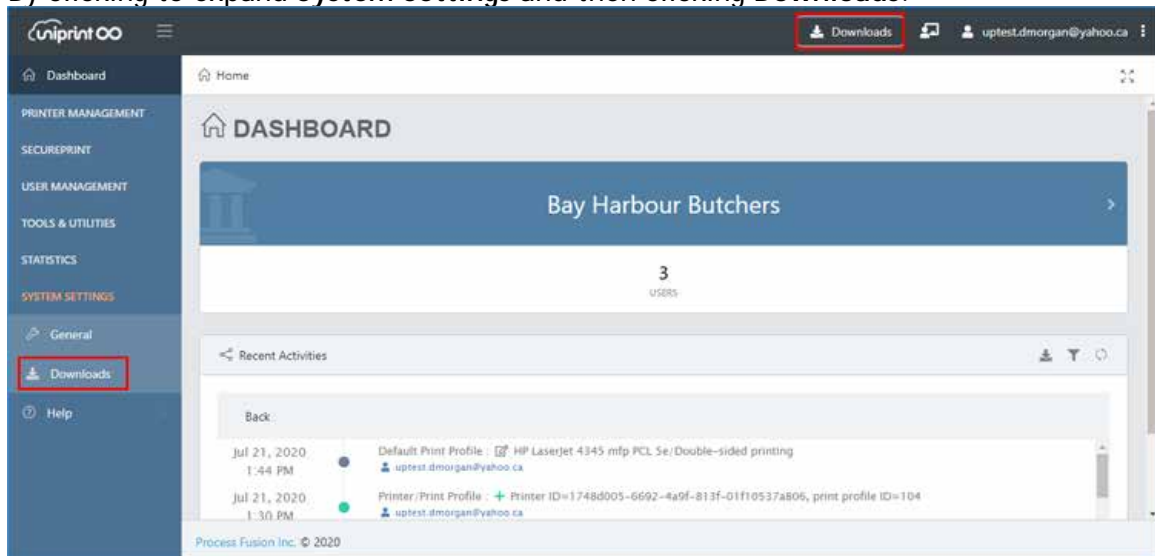 By clicking to expand System Settings and then clicking Downloads.
uniprint
Downloads
uptest.dmorgan@yahoo.ca
Dashboard
Home
PRINTER MANAGEMENT
DASHBOARD
SECUREPRINT
USER MANAGEMENT
Bay Harbour Butchers
TOOLS & UTILITIES
STATISTICS
3
USERS
SYSTEM SETTINGS
General
Recent Activities
Downloads
Help
Back
Jul 21, 2020
1:44 PM
Default Print Profile : HP LaserJet 4345 mfp PCL 5e/Double-sided printing
uptest.dmorgan@yahoo.ca
Jul 21, 2020
1:30 PM
Printer/Print Profile : + Printer ID=1748d005-6692-4a9f-813f-01f10537a806, print profile ID=104
uptest.dmorgan@yahoo.ca
Process Fusion Inc. © 2020